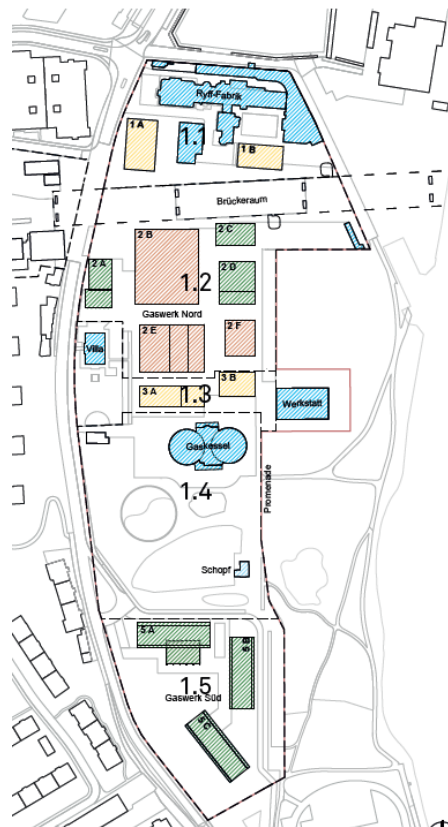 Ryff-Fabrik
1 A
1.1
1 B
Brückeraum
2 C
2 B
2 A
2 D
1.2
Gaswerk Nord
2 E
2 F
Villa
3 B
3 A
1.3
Werkstatt
Gaskessel
1.4
Promenade
Schopf
5 A
5 B
1.5
Gaswerk Süd
5 C